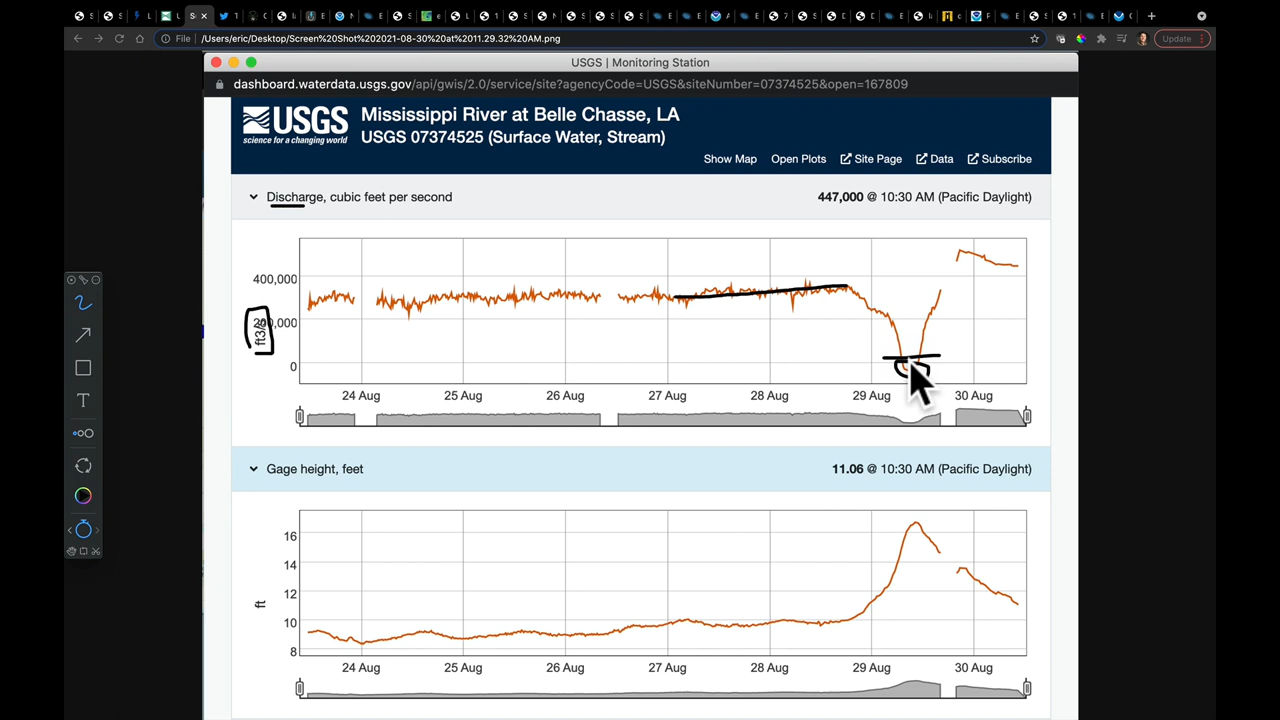 File
/Users/eric/Desktop/Screen%20Shot%202021-08-30%20at%2011.29.32%20AM.png
Update
USGS | Monitoring Station
dashboard.waterdata.usgs.gov/api/gwis/2.0/service/site?agencyCode=USGS&siteNumber=07374525&open=167809
USGS
science for a changing world
Mississippi River at Belle Chasse, LA
USGS 07374525 (Surface Water, Stream)
Show Map Open Plots Site Page Data Subscribe
Discharge, cubic feet per second
447,000 @ 10:30 AM (Pacific Daylight)
400,000
200,000
0
24 Aug 25 Aug 26 Aug 27 Aug 28 Aug 29 Aug 30 Aug
Gage height, feet
11.06 @ 10:30 AM (Pacific Daylight)
16
14
12
10
8
ft
24 Aug 25 Aug 26 Aug 27 Aug 28 Aug 29 Aug 30 Aug